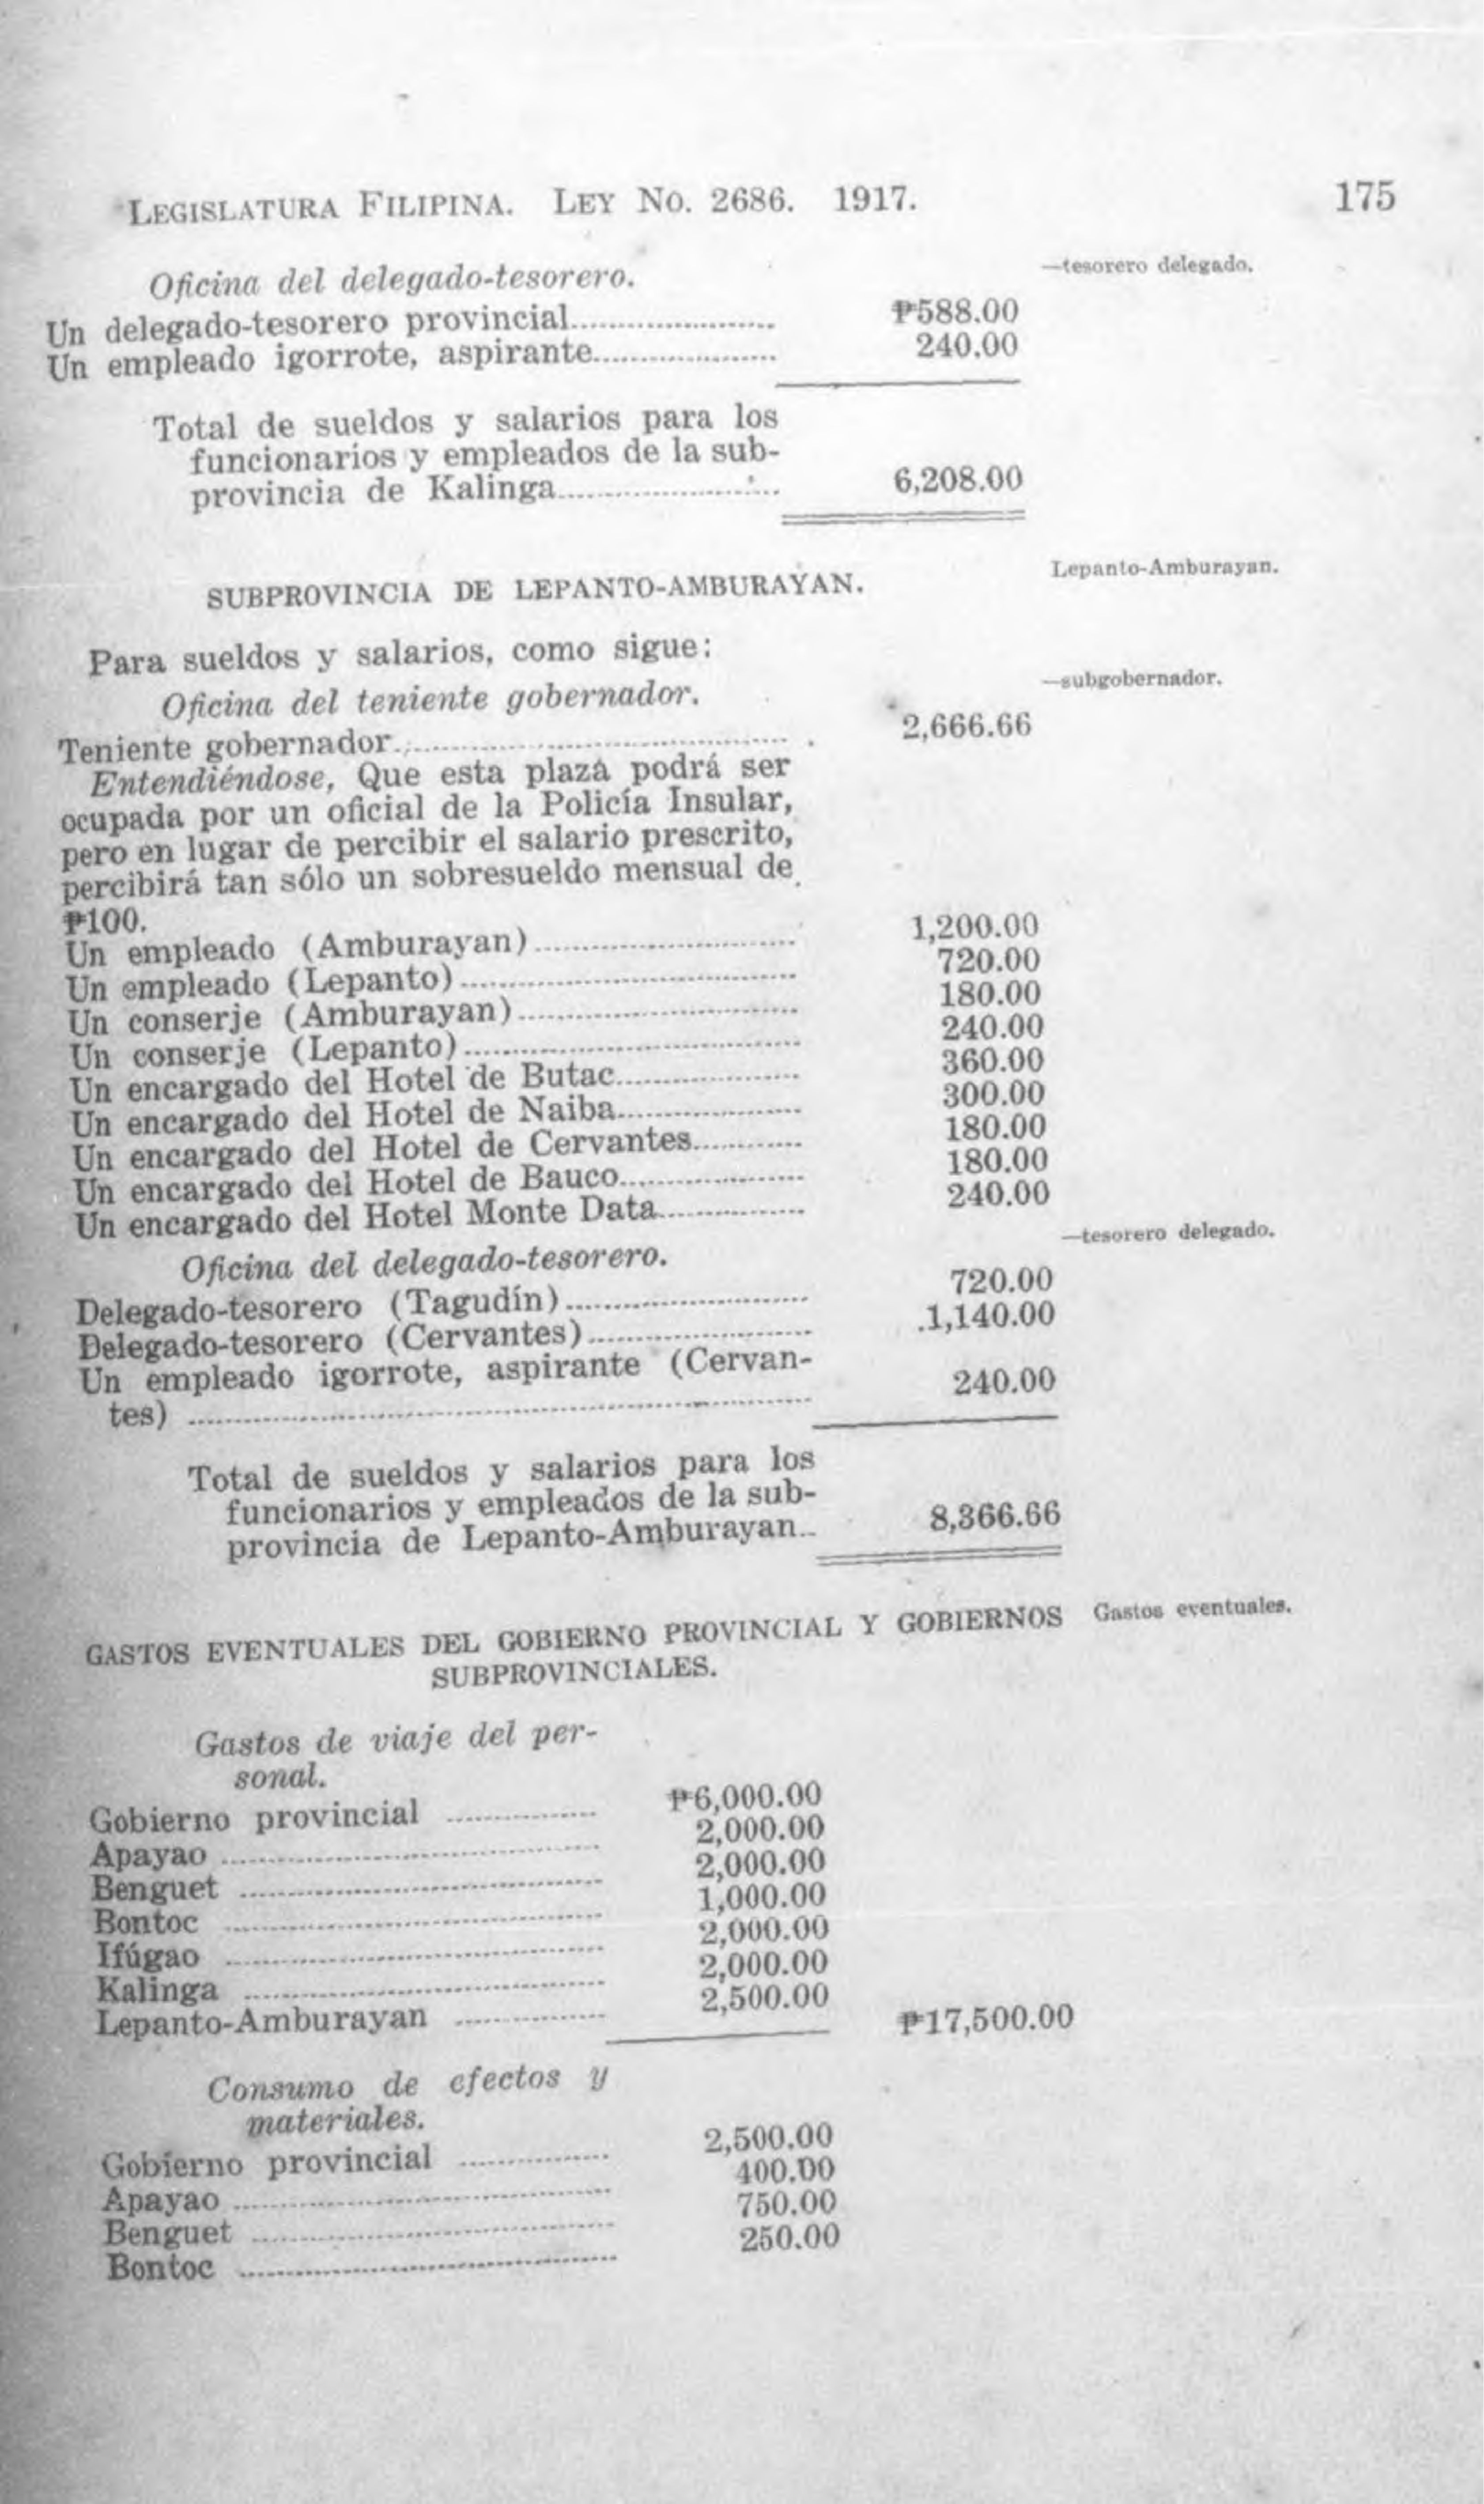 LEGISLATURA FILIPINA. LEY NO. 2686. 1917. 175
Oficina del delegado-tesorero. —tesorero delegado.
Un delegado-tesorero provincial ₱588.00
Un empleado igorrote, aspirante 240.00
Total de sueldos y salarios para los
funcionarios y empleados de la sub-
provincia de Kalinga 6,208.00
SUBPROVINCIA DE LEPANTO-AMBURAYAN. Lepanto-Amburayan.
Para sueldos y salarios, como sigue:
Oficina del teniente gobernador. —subgobernador.
Teniente gobernador 2,666.66
Entendiéndose, Que esta plaza podrá ser
ocupada por un oficial de la Policía Insular,
pero en lugar de percibir el salario prescrito,
percibirá tan sólo un sobresueldo mensual de
₱100.
Un empleado (Amburayan) 1,200.00
Un empleado (Lepanto) 720.00
Un conserje (Amburayan) 180.00
Un conserje (Lepanto) 240.00
Un encargado del Hotel de Butac 360.00
Un encargado del Hotel de Naiba 300.00
Un encargado del Hotel de Cervantes 180.00
Un encargado del Hotel de Bauco 180.00
Un encargado del Hotel Monte Data 240.00
Oficina del delegado-tesorero. —tesorero delegado.
Delegado-tesorero (Tagudín) 720.00
Delegado-tesorero (Cervantes) 1,140.00
Un empleado igorrote, aspirante (Cervan-
tes) 240.00
Total de sueldos y salarios para los
funcionarios y empleados de la sub-
provincia de Lepanto-Amburayan 8,366.66
GASTOS EVENTUALES DEL GOBIERNO PROVINCIAL Y GOBIERNOS Gastos eventuales.
SUBPROVINCIALES.
Gastos de viaje del per-
sonal.
Gobierno provincial ₱6,000.00
Apayao 2,000.00
Benguet 2,000.00
Bontoc 1,000.00
Ifúgao 2,000.00
Kalinga 2,000.00
Lepanto-Amburayan 2,500.00 ₱17,500.00
Consumo de efectos y
materiales.
Gobierno provincial 2,500.00
Apayao 400.00
Benguet 750.00
Bontoc 250.00